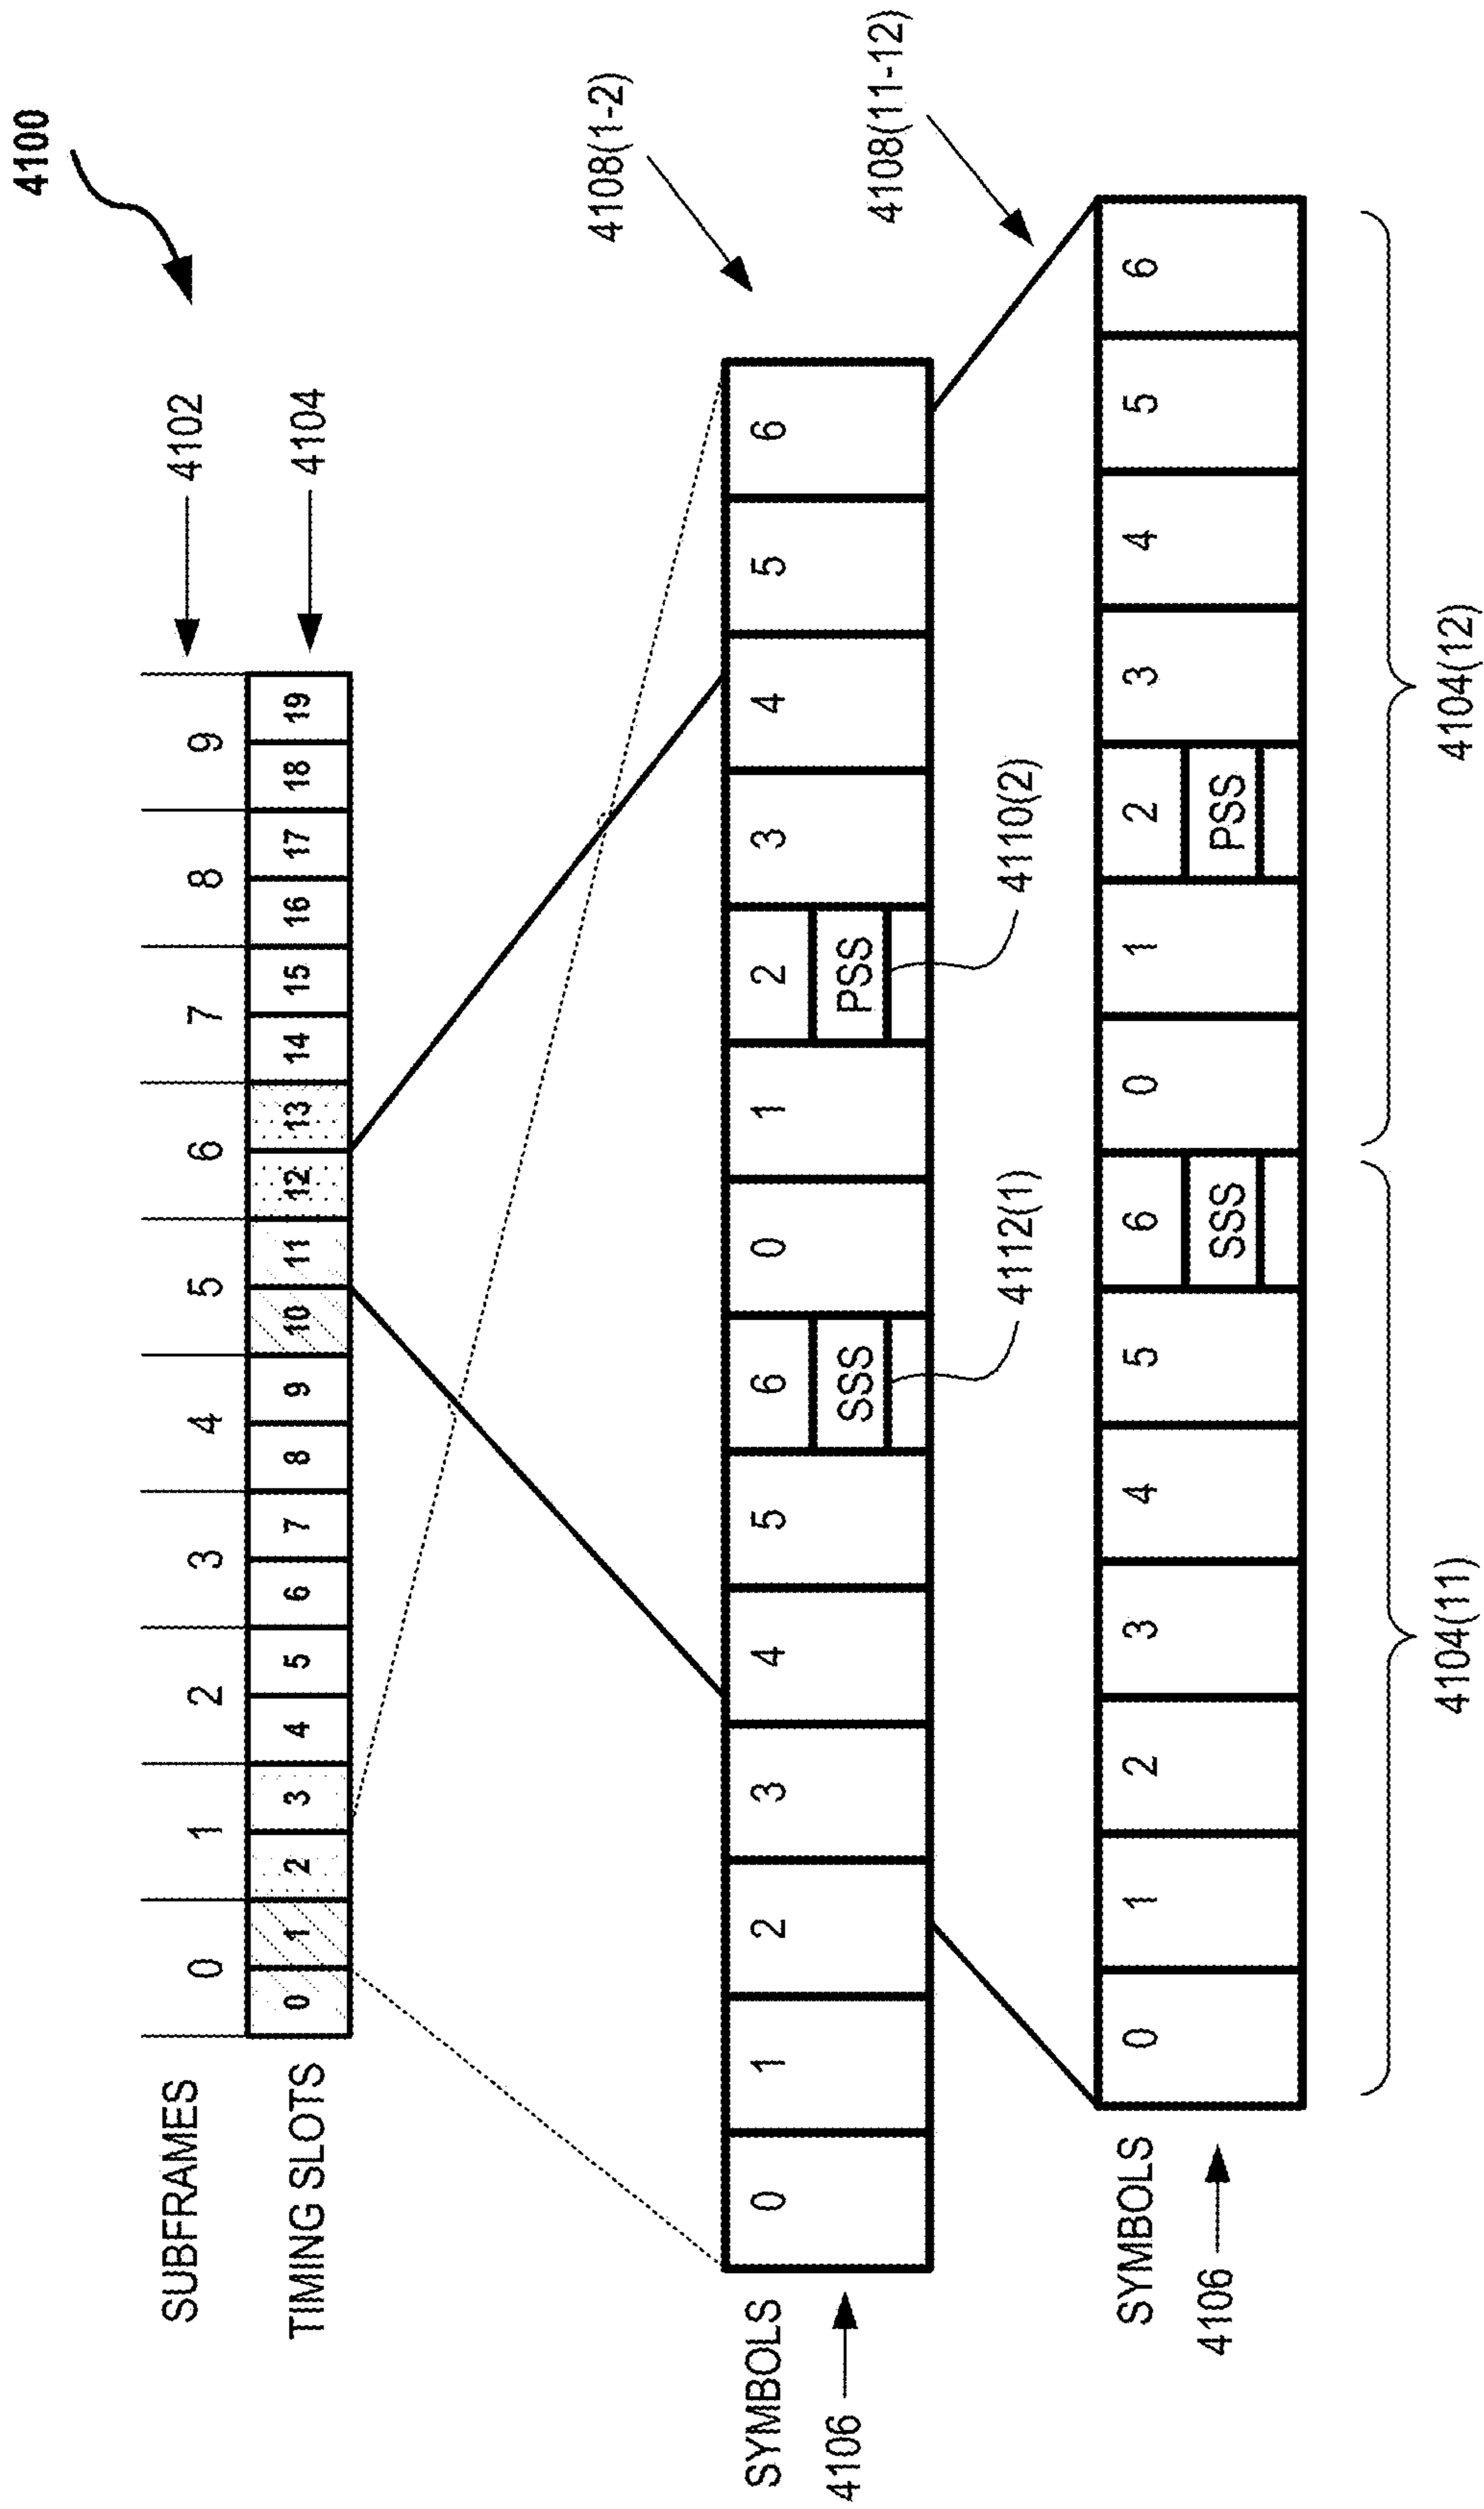 4100
SUBFRAMES 0 1 2 3 4 5 6 7 8 9 4102
TIMING SLOTS 0 1 2 3 4 5 6 7 8 9 10 11 12 13 14 15 16 17 18 19 4104
4108(1-2)
SYMBOLS 0 1 2 3 4 5 6 0 1 2 3 4 5 6
4106 SSS PSS
4108(11-12)
4112(1) 4110(2)
SYMBOLS 0 1 2 3 4 5 6 0 1 2 3 4 5 6
4106 SSS PSS
4104(11) 4104(12)